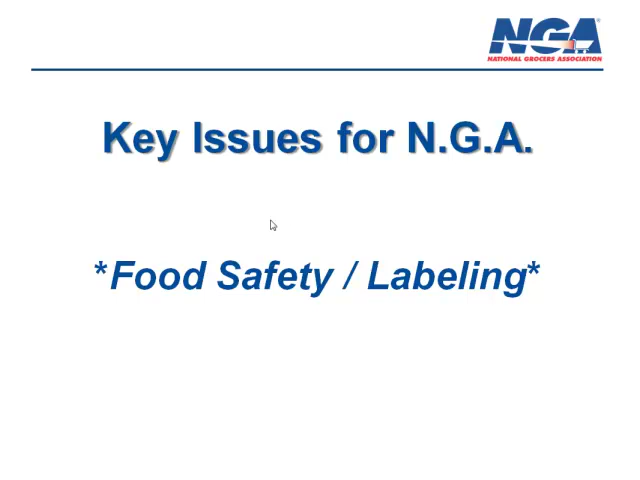 NGA
NATIONAL GROCERS ASSOCIATION
Key Issues for N.G.A.
*Food Safety / Labeling*